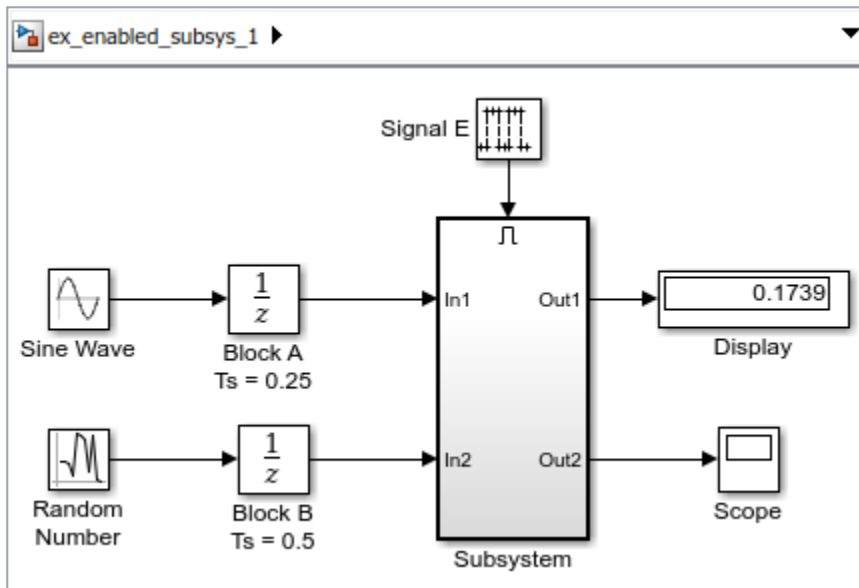 ex_enabled_subsys_1
Signal E
In1
Out1
0.1739
1
z
Sine Wave
Block A
Ts = 0.25
Display
1
z
In2
Out2
Random
Number
Block B
Ts = 0.5
Scope
Subsystem